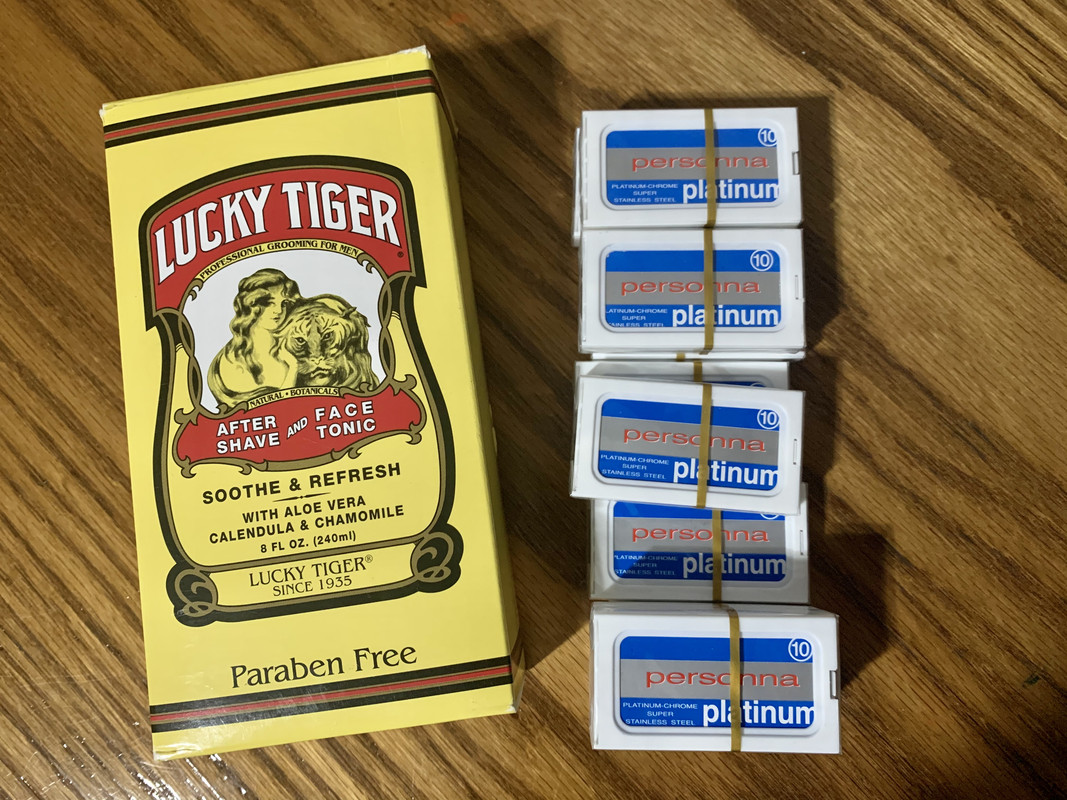 LUCKY TIGER®
PROFESSIONAL GROOMING FOR MEN
NATURAL • BOTANICALS
AFTER SHAVE AND FACE TONIC
SOOTHE & REFRESH
WITH ALOE VERA
CALENDULA & CHAMOMILE
8 FL OZ. (240ml)
LUCKY TIGER®
SINCE 1935
Paraben Free
10
personna
PLATINUM-CHROME
SUPER
STAINLESS STEEL
platinum
10
personna
PLATINUM-CHROME
SUPER
STAINLESS STEEL
platinum
10
personna
PLATINUM-CHROME
SUPER
STAINLESS STEEL
platinum
personna
PLATINUM-CHROME
SUPER
STAINLESS STEEL
platinum
10
personna
PLATINUM-CHROME
SUPER
STAINLESS STEEL
platinum